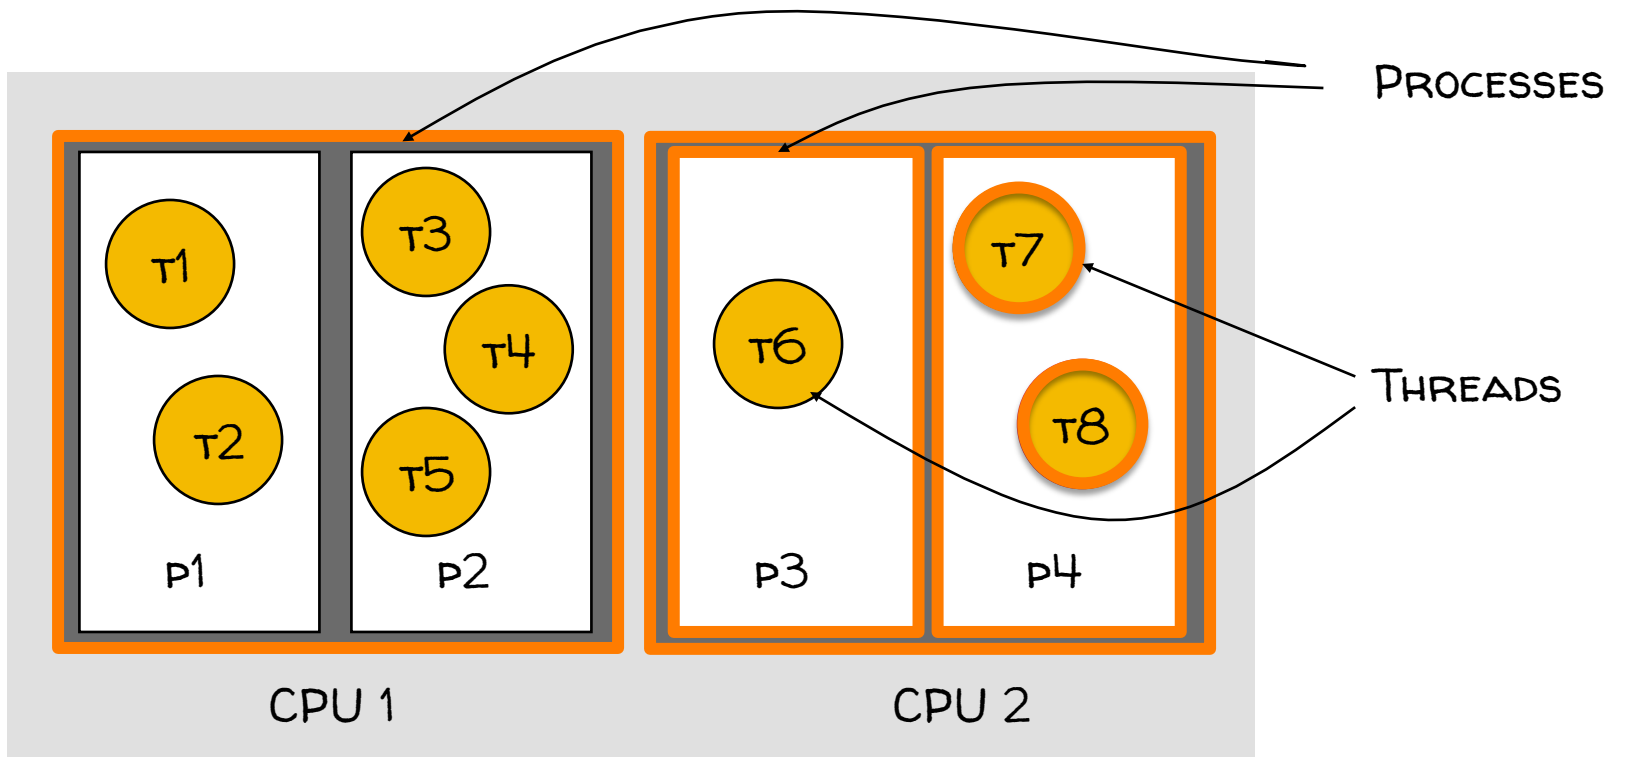 PROCESSES
T1
T2
T3
T4
T5
T6
T7
T8
THREADS
P1
P2
P3
P4
CPU 1
CPU 2